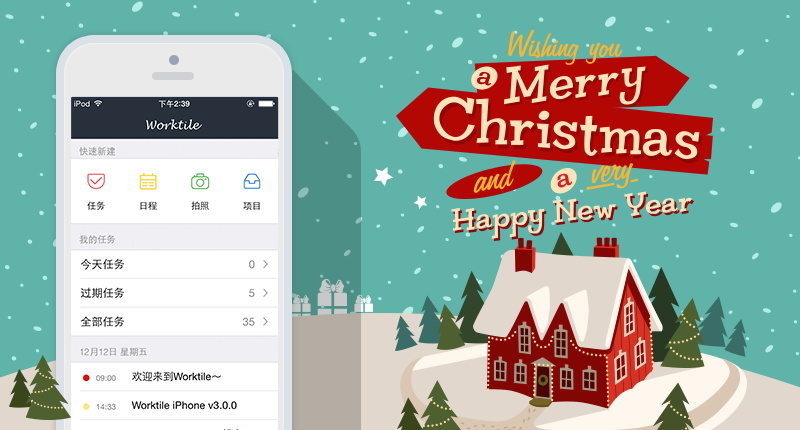 iPod 下午2:39
Worktile
快速新建
任务 日程 拍照 项目
我的任务
今天任务 0
过期任务 5
全部任务 35
12月12日 星期五
09:00 欢迎来到Worktile～
14:33 Worktile iPhone v3.0.0
Wishing you
a Merry
Christmas
and a very
Happy New Year